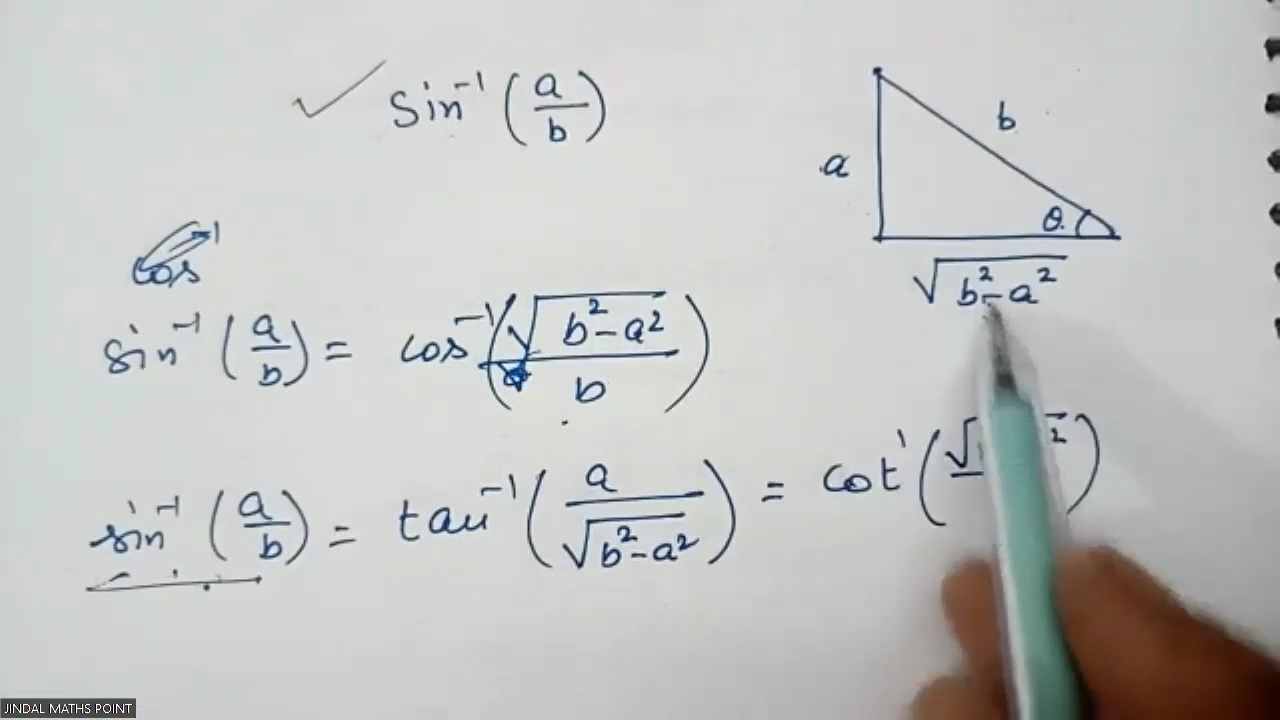 Sin⁻¹ (a/b)
b
a
θ
√(b²-a²)
cos⁻¹
sin⁻¹ (a/b) = cos⁻¹ (√(b²-a²)/b)
sin⁻¹ (a/b) = tan⁻¹ (a/√(b²-a²)) = cot⁻¹ (√
JINDAL MATHS POINT